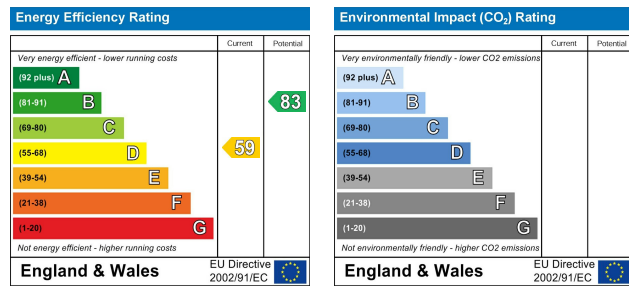 Energy Efficiency Rating
Current Potential
Very energy efficient - lower running costs
(92 plus) A
(81-91) B
83
(69-80) C
(55-68) D
59
(39-54) E
(21-38) F
(1-20) G
Not energy efficient - higher running costs
England & Wales
EU Directive
2002/91/EC
Environmental Impact (CO2) Rating
Current Potential
Very environmentally friendly - lower CO2 emissions
(92 plus) A
(81-91) B
(69-80) C
(55-68) D
(39-54) E
(21-38) F
(1-20) G
Not environmentally friendly - higher CO2 emissions
England & Wales
EU Directive
2002/91/EC